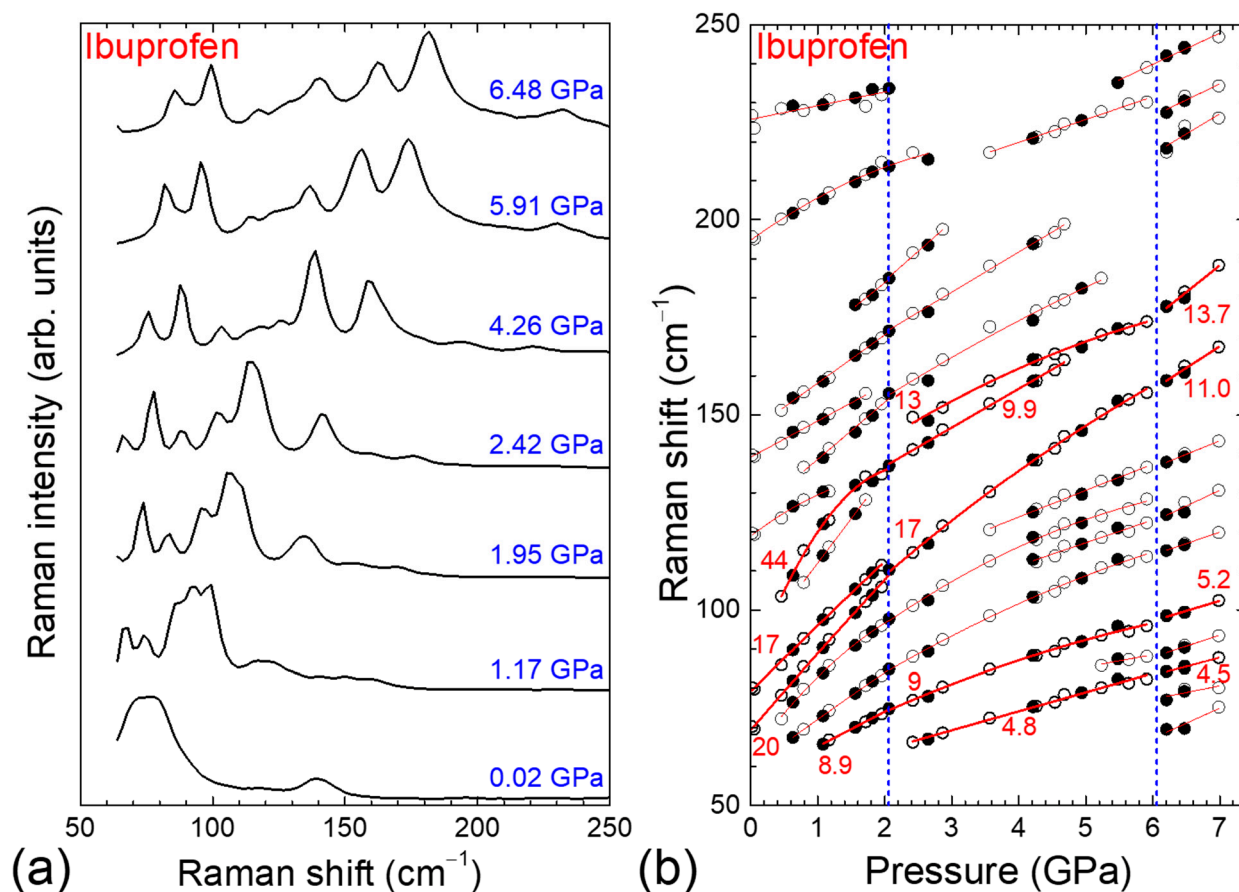 Ibuprofen
6.48 GPa
5.91 GPa
4.26 GPa
2.42 GPa
1.95 GPa
1.17 GPa
0.02 GPa
Raman intensity (arb. units)
50 100 150 200 250
Raman shift (cm⁻¹)
(a)
Ibuprofen
250
200
150
100
50
Raman shift (cm⁻¹)
13.7
13
9.9
11.0
44
17
17
5.2
9
4.5
20
8.9
4.8
0 1 2 3 4 5 6 7
Pressure (GPa)
(b)